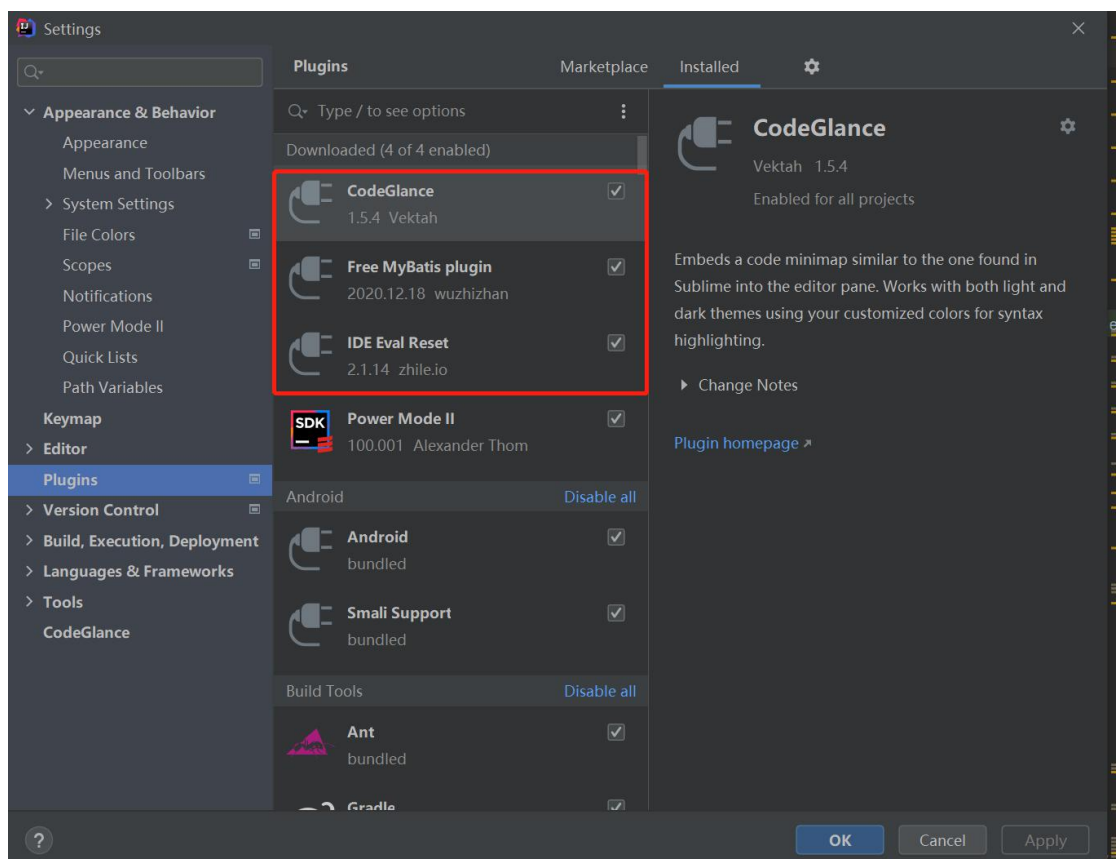 Settings
Appearance & Behavior
Appearance
Menus and Toolbars
System Settings
File Colors
Scopes
Notifications
Power Mode II
Quick Lists
Path Variables
Keymap
Editor
Plugins
Version Control
Build, Execution, Deployment
Languages & Frameworks
Tools
CodeGlance
Plugins
Marketplace
Installed
Type / to see options
Downloaded (4 of 4 enabled)
CodeGlance
1.5.4 Vektah
Free MyBatis plugin
2020.12.18 wuzhizhan
IDE Eval Reset
2.1.14 zhile.io
SDK
Power Mode II
100.001 Alexander Thom
Android Disable all
Android
bundled
Smali Support
bundled
Build Tools Disable all
Ant
bundled
Gradle
CodeGlance
Vektah 1.5.4
Enabled for all projects
Embeds a code minimap similar to the one found in
Sublime into the editor pane. Works with both light and
dark themes using your customized colors for syntax
highlighting.
Change Notes
Plugin homepage
?
OK
Cancel
Apply